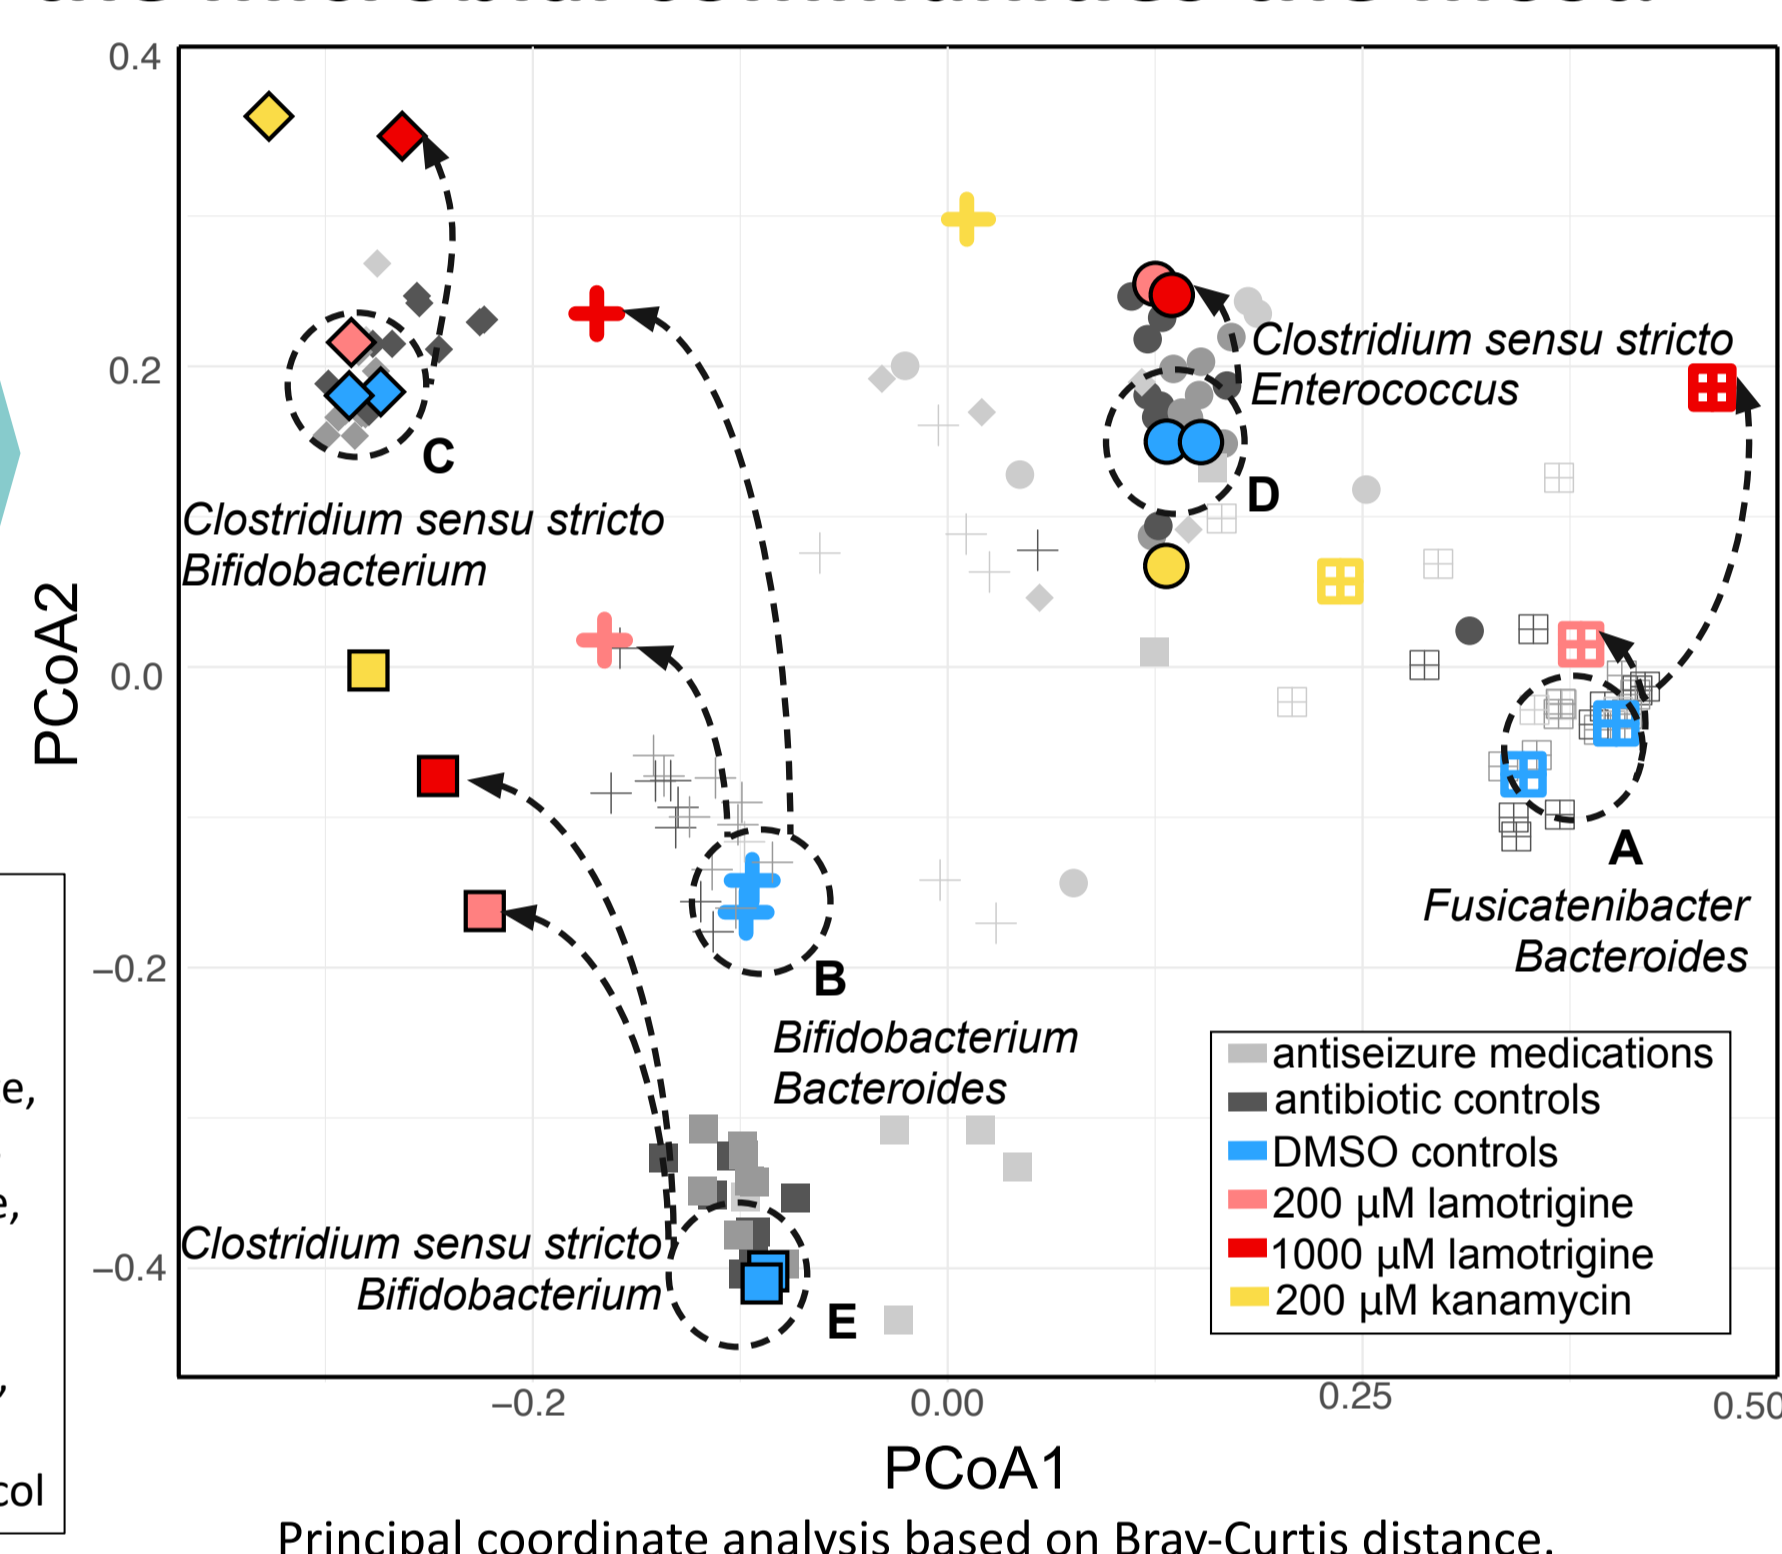 0.4
0.2
0.0
−0.2
−0.4
PCoA2
C
Clostridium sensu stricto
Bifidobacterium
Clostridium sensu stricto
Enterococcus
D
A
Fusicatenibacter
Bacteroides
B
Bifidobacterium
Bacteroides
Clostridium sensu stricto
Bifidobacterium
E
antiseizure medications
antibiotic controls
DMSO controls
200 µM lamotrigine
1000 µM lamotrigine
200 µM kanamycin
−0.2
0.00
0.25
0.50
PCoA1
Principal coordinate analysis based on Bray-Curtis distance.
e,
e,
,
col